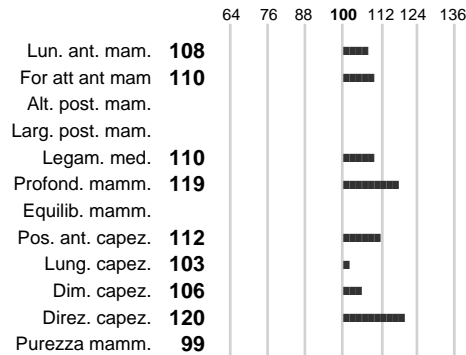 64 76 88 100 112 124 136
Lun. ant. mam. 108
For att ant mam 110
Alt. post. mam.
Larg. post. mam.
Legam. med. 110
Profond. mamm. 119
Equilib. mamm.
Pos. ant. capez. 112
Lung. capez. 103
Dim. capez. 106
Direz. capez. 120
Purezza mamm. 99